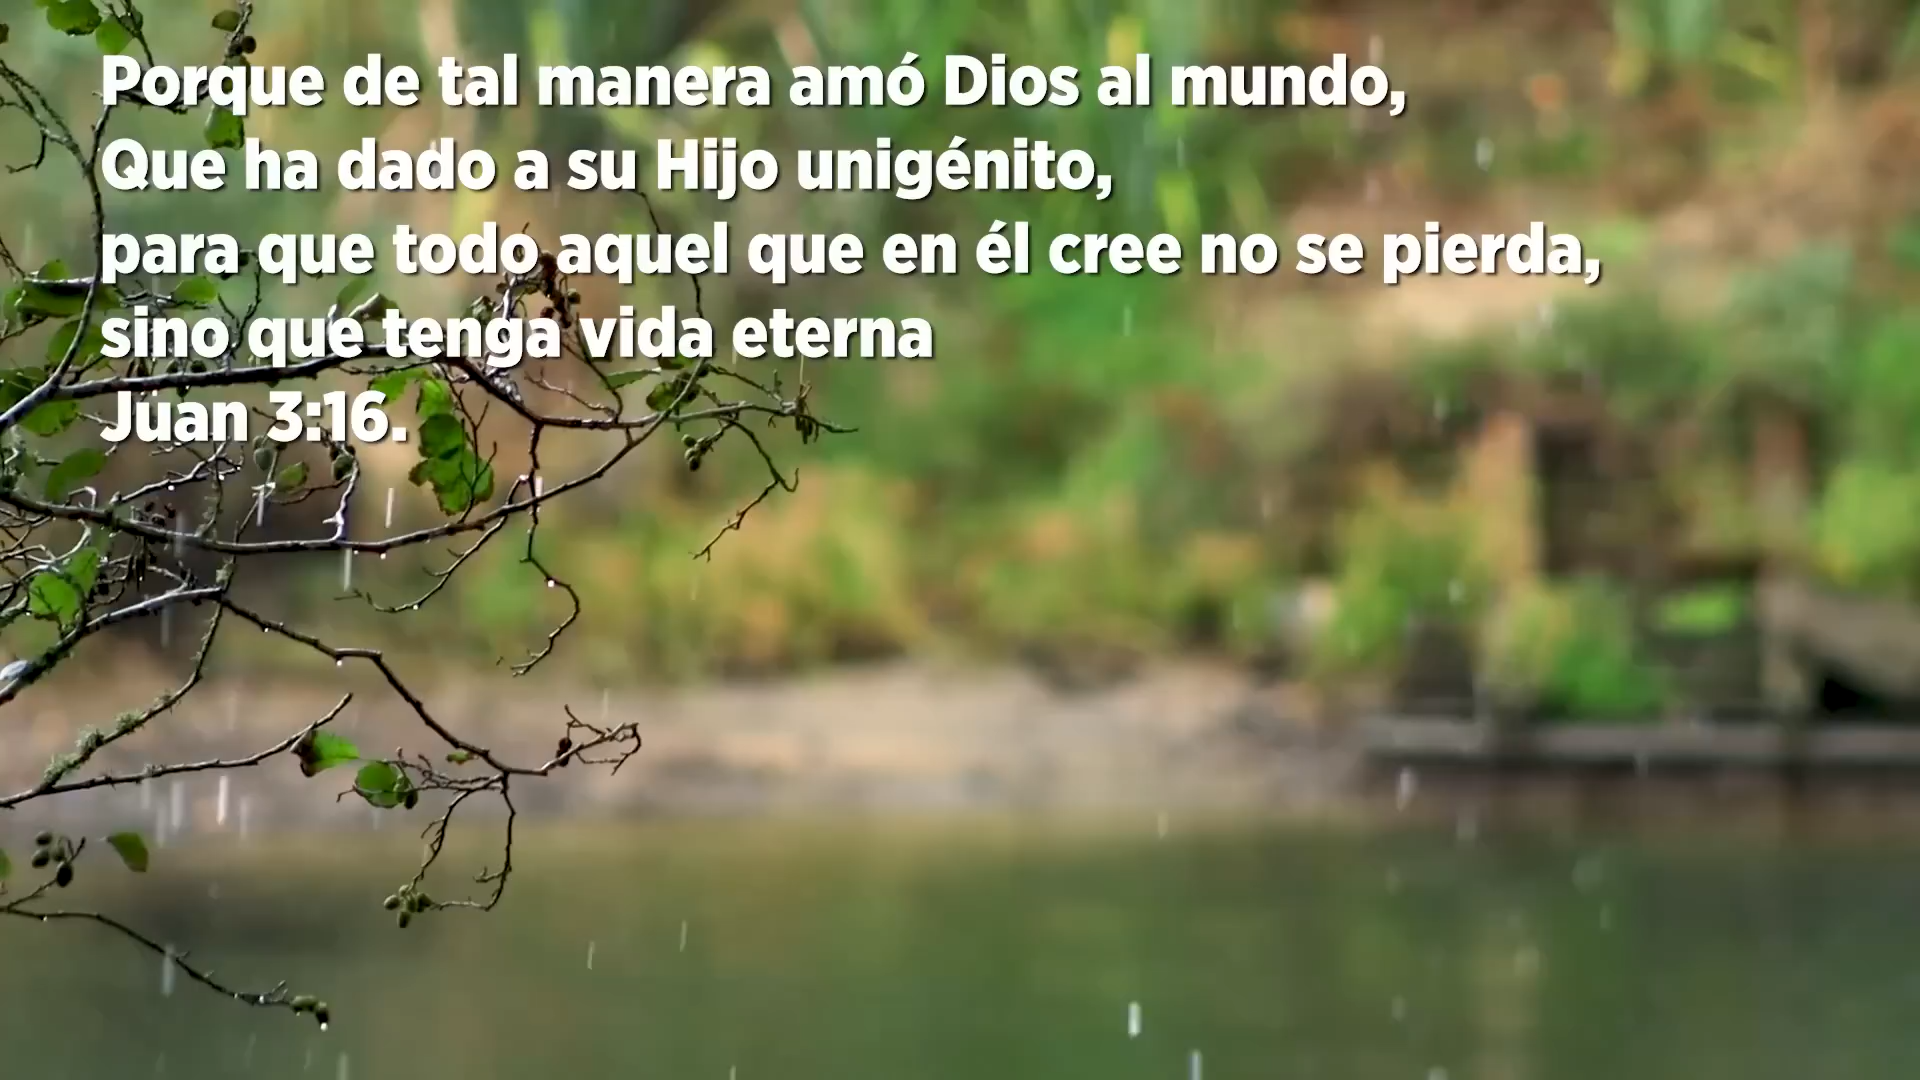 Porque de tal manera amó Dios al mundo,
Que ha dado a su Hijo unigénito,
para que todo aquel que en él cree no se pierda,
sino que tenga vida eterna
Juan 3:16.